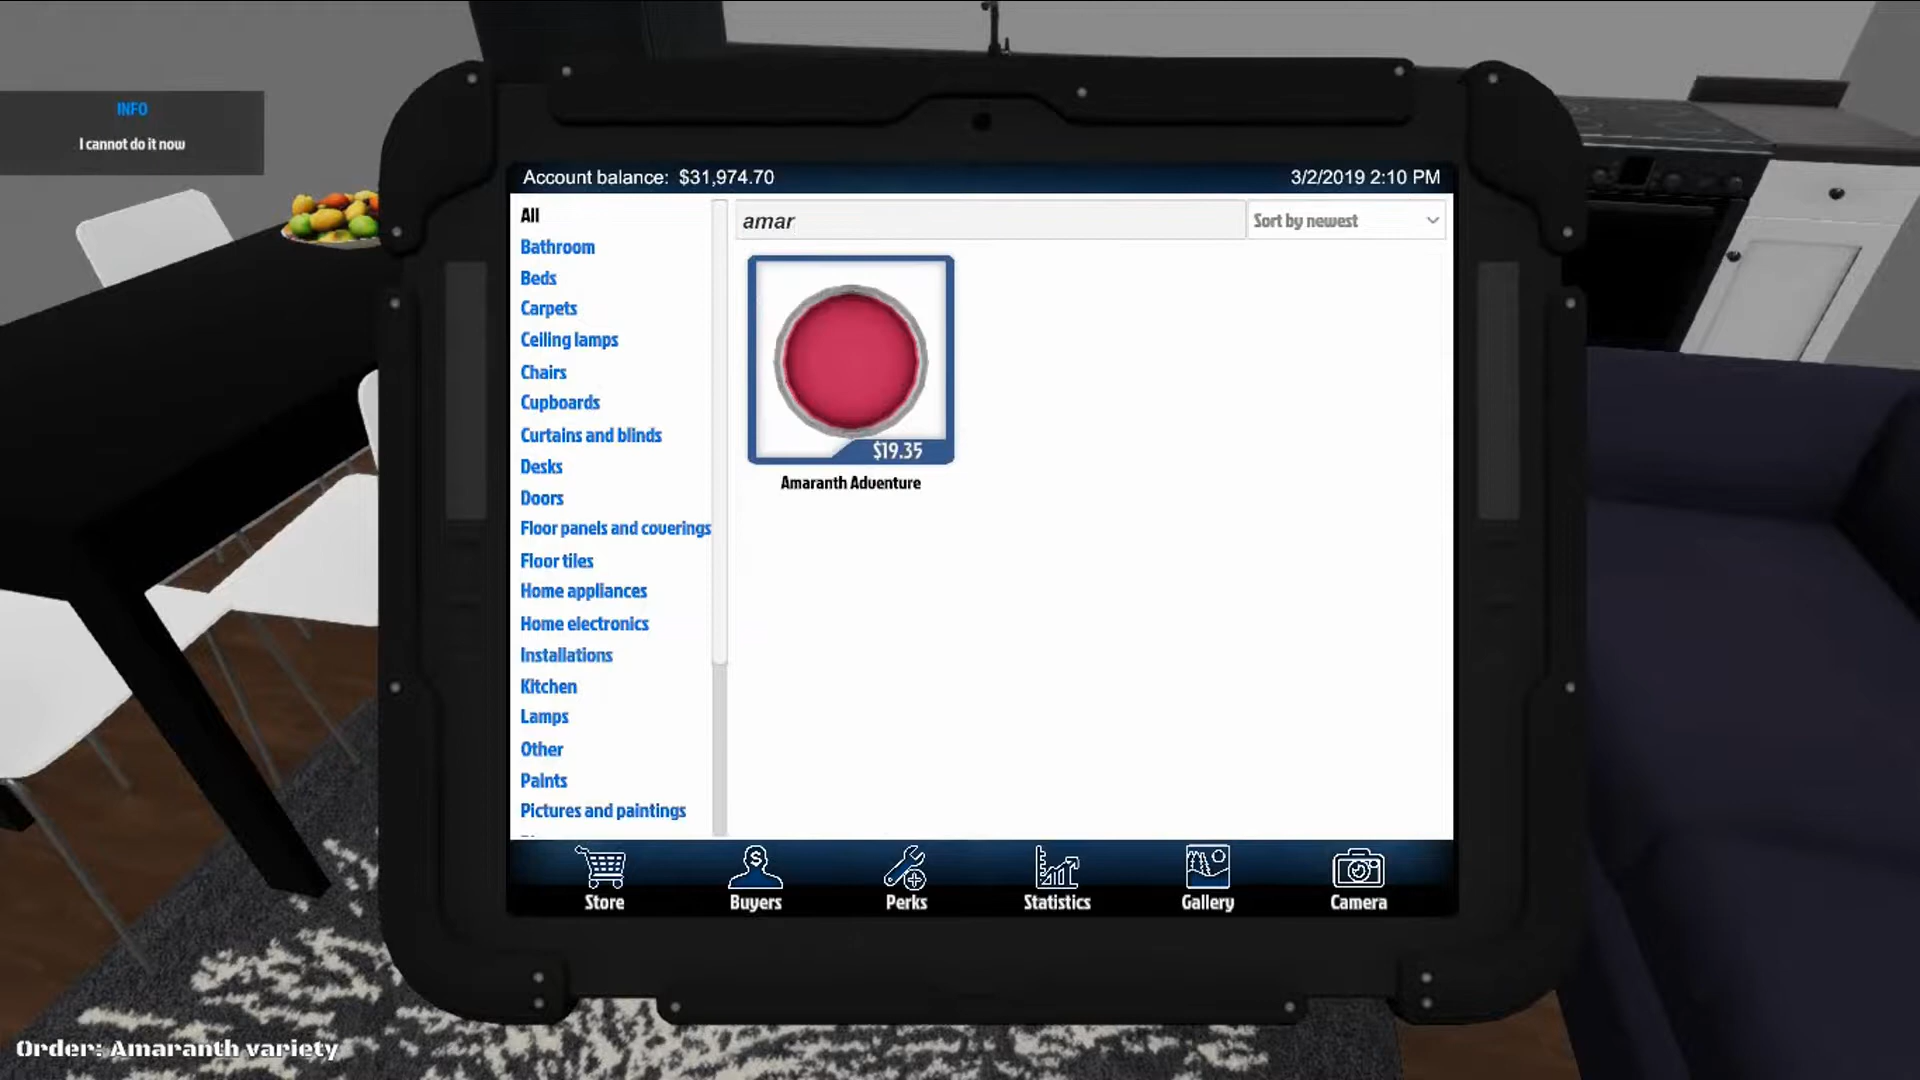 INFO
I cannot do it now
Account balance: $31,974.70
3/2/2019 2:10 PM
All
Bathroom
Beds
Carpets
Ceiling lamps
Chairs
Cupboards
Curtains and blinds
Desks
Doors
Floor panels and coverings
Floor tiles
Home appliances
Home electronics
Installations
Kitchen
Lamps
Other
Paints
Pictures and paintings
amar
Sort by newest
$19.35
Amaranth Adventure
Store
Buyers
Perks
Statistics
Gallery
Camera
Order: Amaranth variety